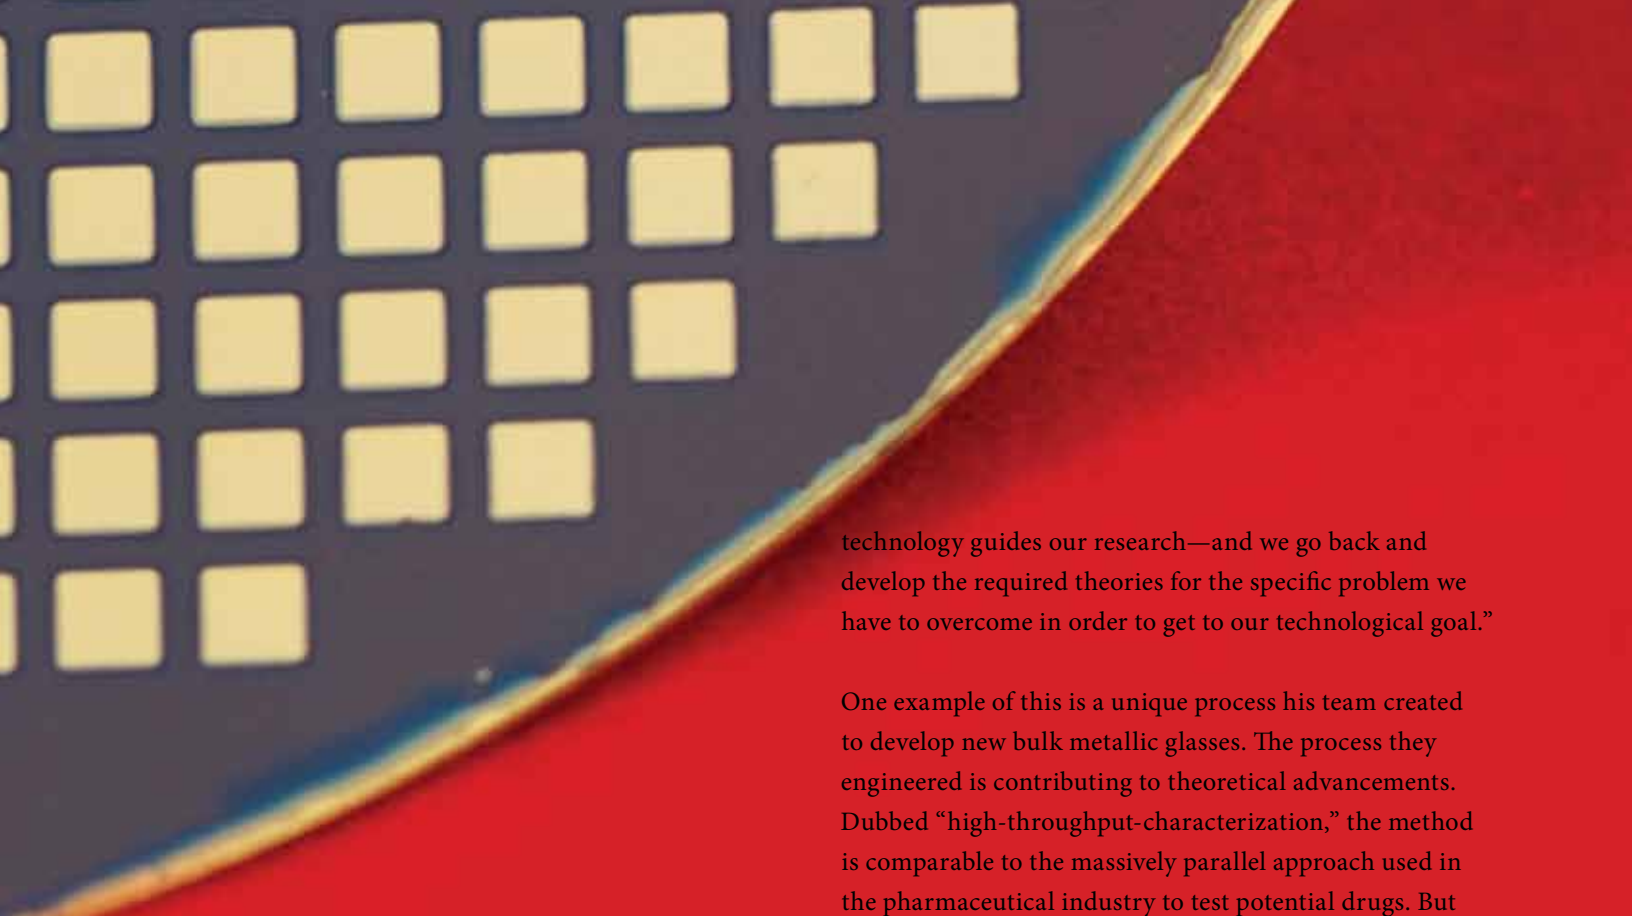 technology guides our research—and we go back and
develop the required theories for the specific problem we
have to overcome in order to get to our technological goal.”
One example of this is a unique process his team created
to develop new bulk metallic glasses. The process they
engineered is contributing to theoretical advancements.
Dubbed “high-throughput-characterization,” the method
is comparable to the massively parallel approach used in
the pharmaceutical industry to test potential drugs. But